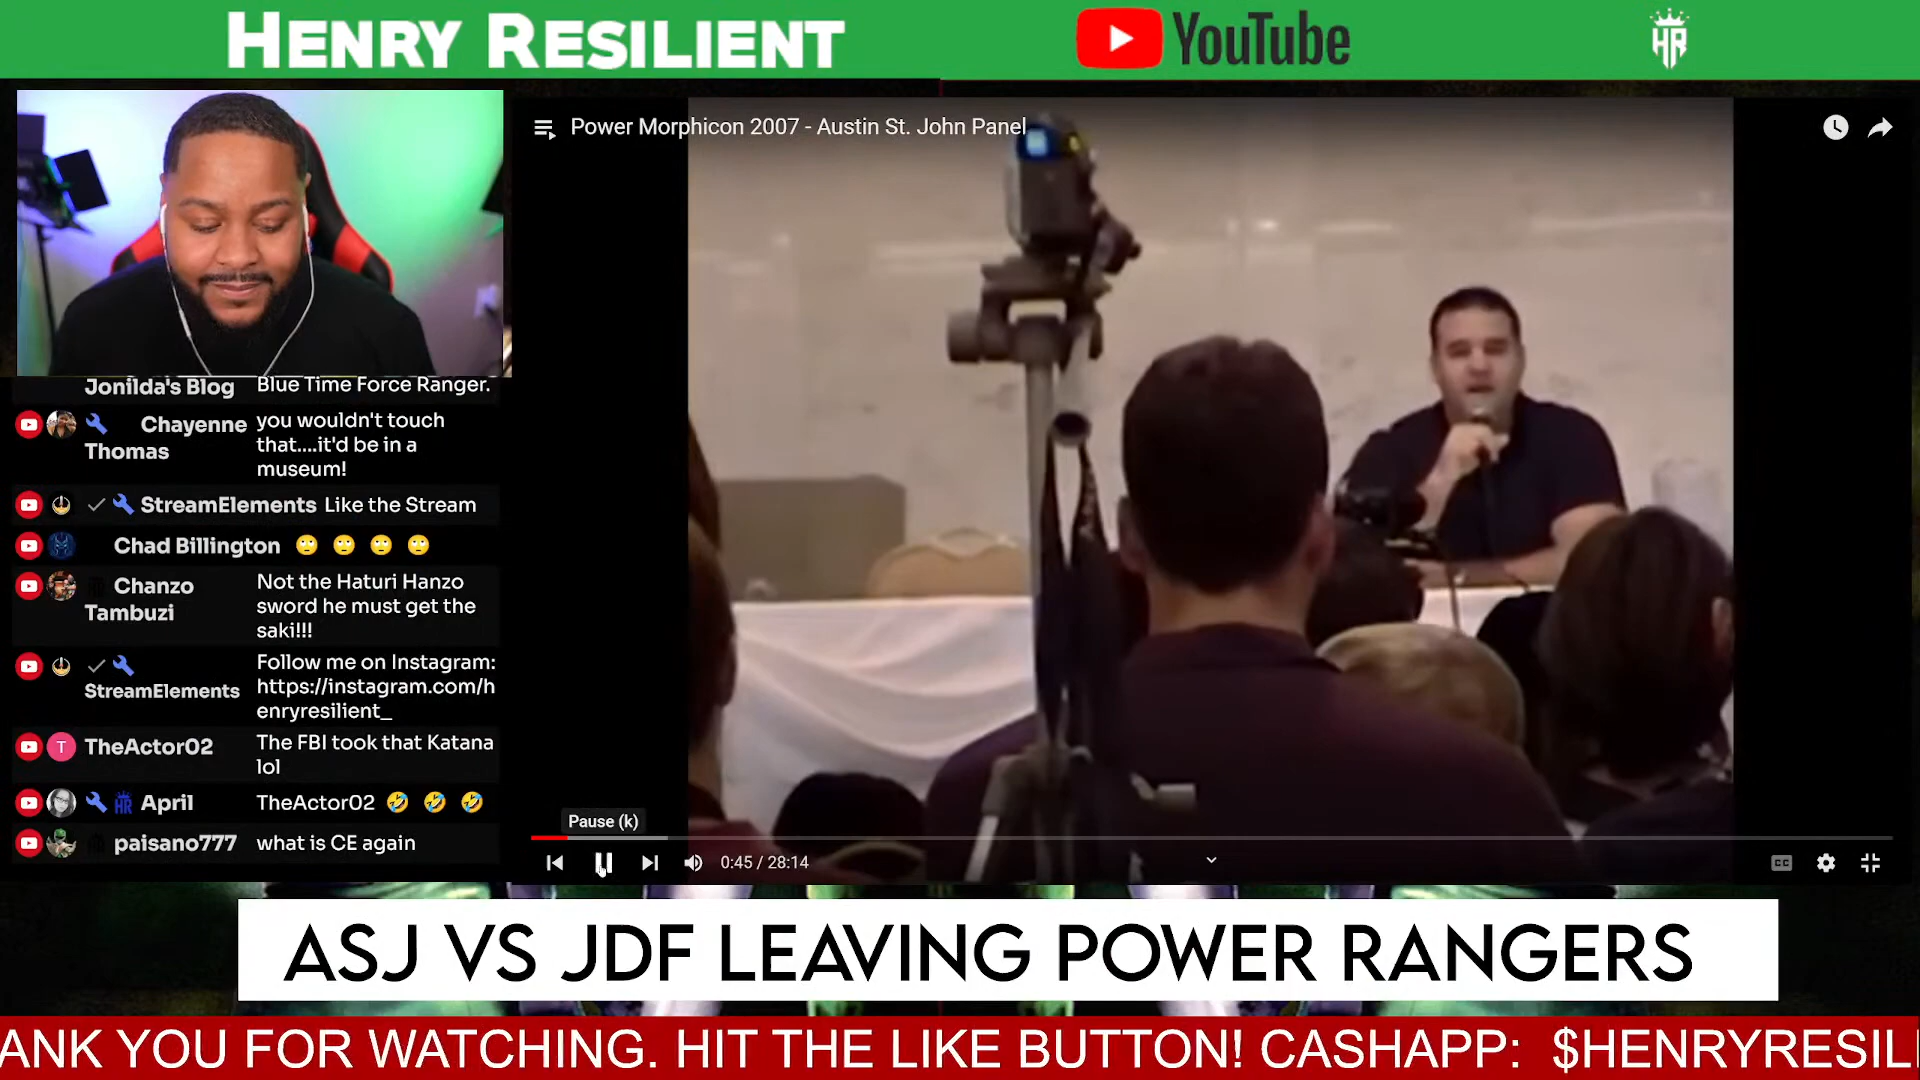 HENRY RESILIENT
YouTube
HR
Power Morphicon 2007 - Austin St. John Panel
Jonilda's Blog Blue Time Force Ranger.
Chayenne Thomas you wouldn't touch
that....it'd be in a
museum!
StreamElements Like the Stream
Chad Billington 🙄 🙄 🙄 🙄
Chanzo Tambuzi Not the Haturi Hanzo
sword he must get the
saki!!!
StreamElements Follow me on Instagram:
https://instagram.com/h
enryresilient_
T TheActor02 The FBI took that Katana
lol
HR April TheActor02 🤣 🤣 🤣
paisano777 what is CE again
Pause (k)
0:45 / 28:14
CC
ASJ VS JDF LEAVING POWER RANGERS
ANK YOU FOR WATCHING. HIT THE LIKE BUTTON! CASHAPP: $HENRYRESIL